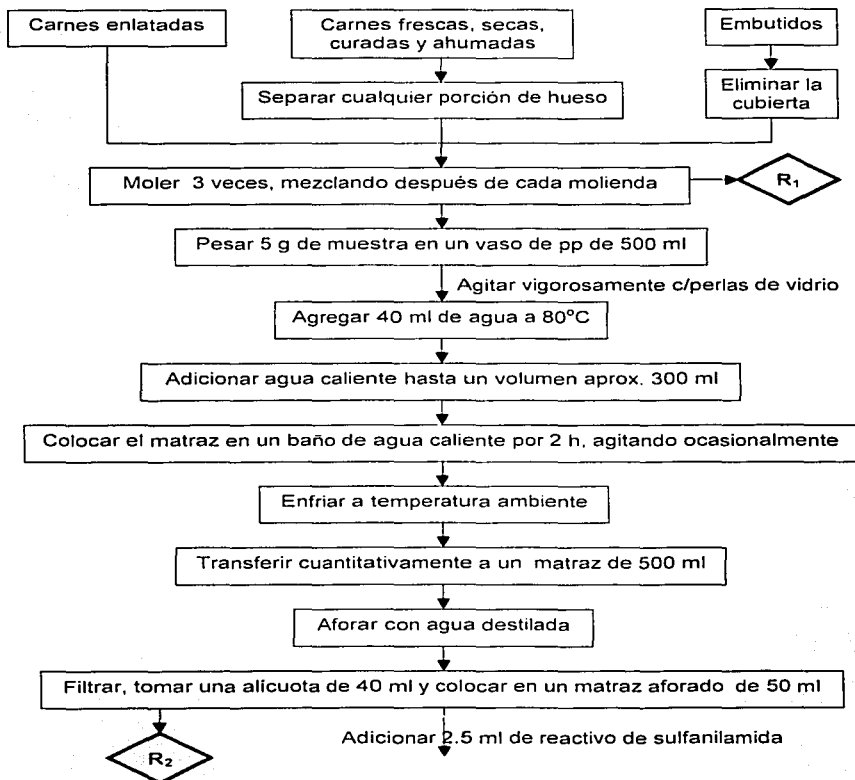 Carnes enlatadas
Carnes frescas, secas,
curadas y ahumadas
Embutidos
Separar cualquier porción de hueso
Eliminar la
cubierta
Moler 3 veces, mezclando después de cada molienda
R₁
Pesar 5 g de muestra en un vaso de pp de 500 ml
Agitar vigorosamente c/perlas de vidrio
Agregar 40 ml de agua a 80°C
Adicionar agua caliente hasta un volumen aprox. 300 ml
Colocar el matraz en un baño de agua caliente por 2 h, agitando ocasionalmente
Enfriar a temperatura ambiente
Transferir cuantitativamente a un matraz de 500 ml
Aforar con agua destilada
Filtrar, tomar una alícuota de 40 ml y colocar en un matraz aforado de 50 ml
R₂
Adicionar 2.5 ml de reactivo de sulfanilamida